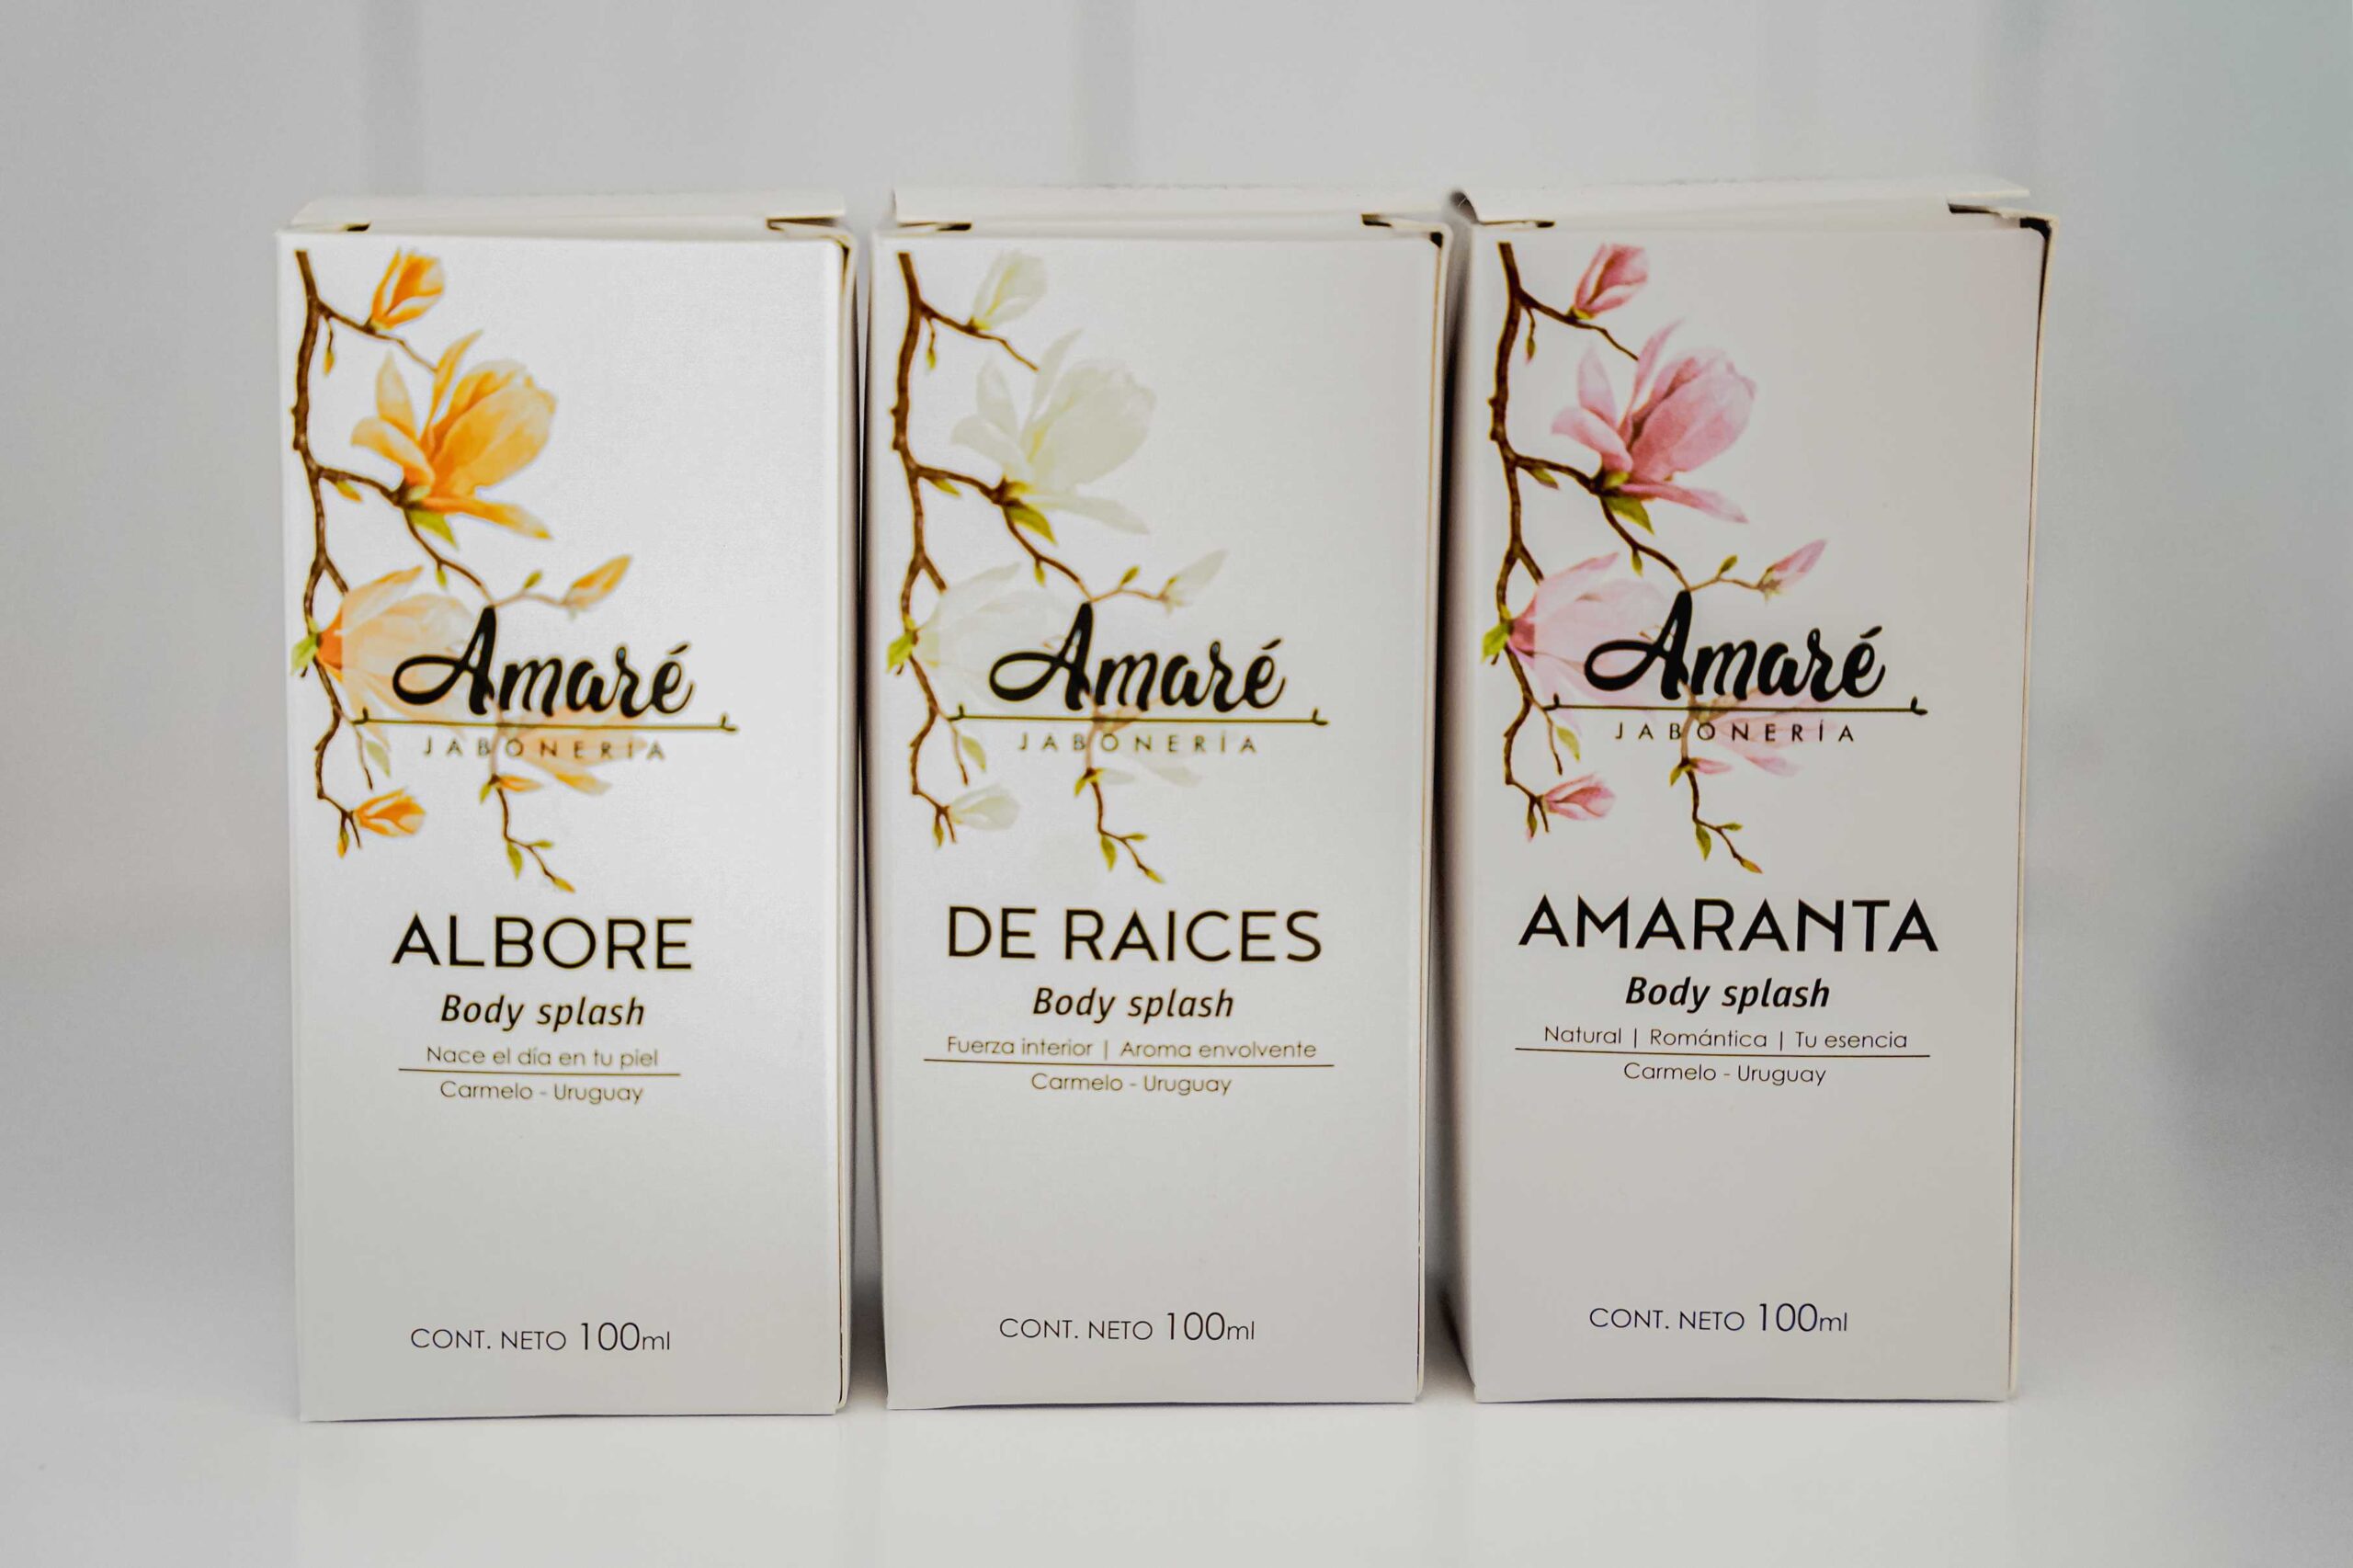 Amaré
JABONERÍA
ALBORE
Body splash
Nace el día en tu piel
Carmelo - Uruguay
CONT. NETO 100ml
Amaré
JABONERÍA
DE RAICES
Body splash
Fuerza interior | Aroma envolvente
Carmelo - Uruguay
CONT. NETO 100ml
Amaré
JABONERÍA
AMARANTA
Body splash
Natural | Romántica | Tu esencia
Carmelo - Uruguay
CONT. NETO 100ml